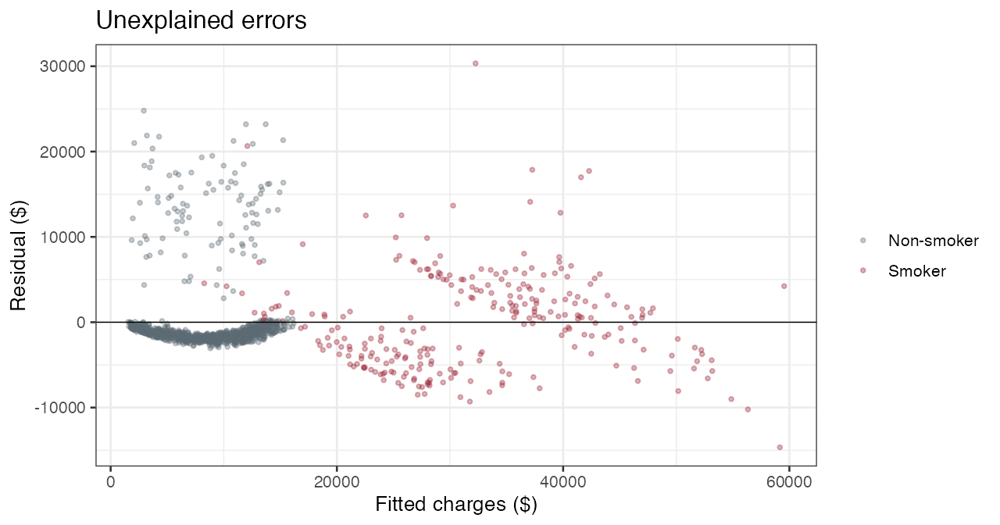 Unexplained errors
Residual ($)
30000
20000
10000
0
-10000
0 20000 40000 60000
Fitted charges ($)
Non-smoker
Smoker